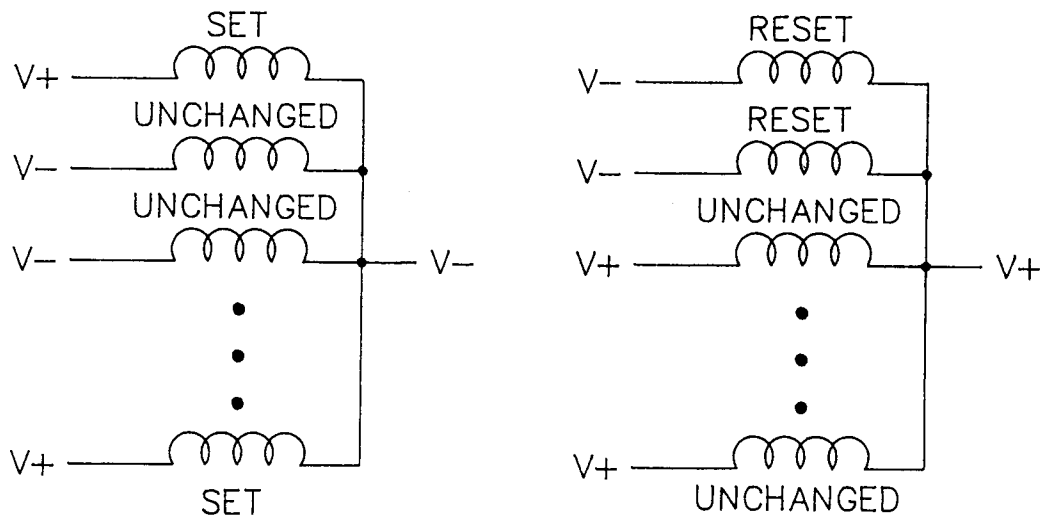 SET
V+
UNCHANGED
V-
UNCHANGED
V-
V-
V+
SET
RESET
V-
RESET
V-
UNCHANGED
V+
V+
V+
UNCHANGED